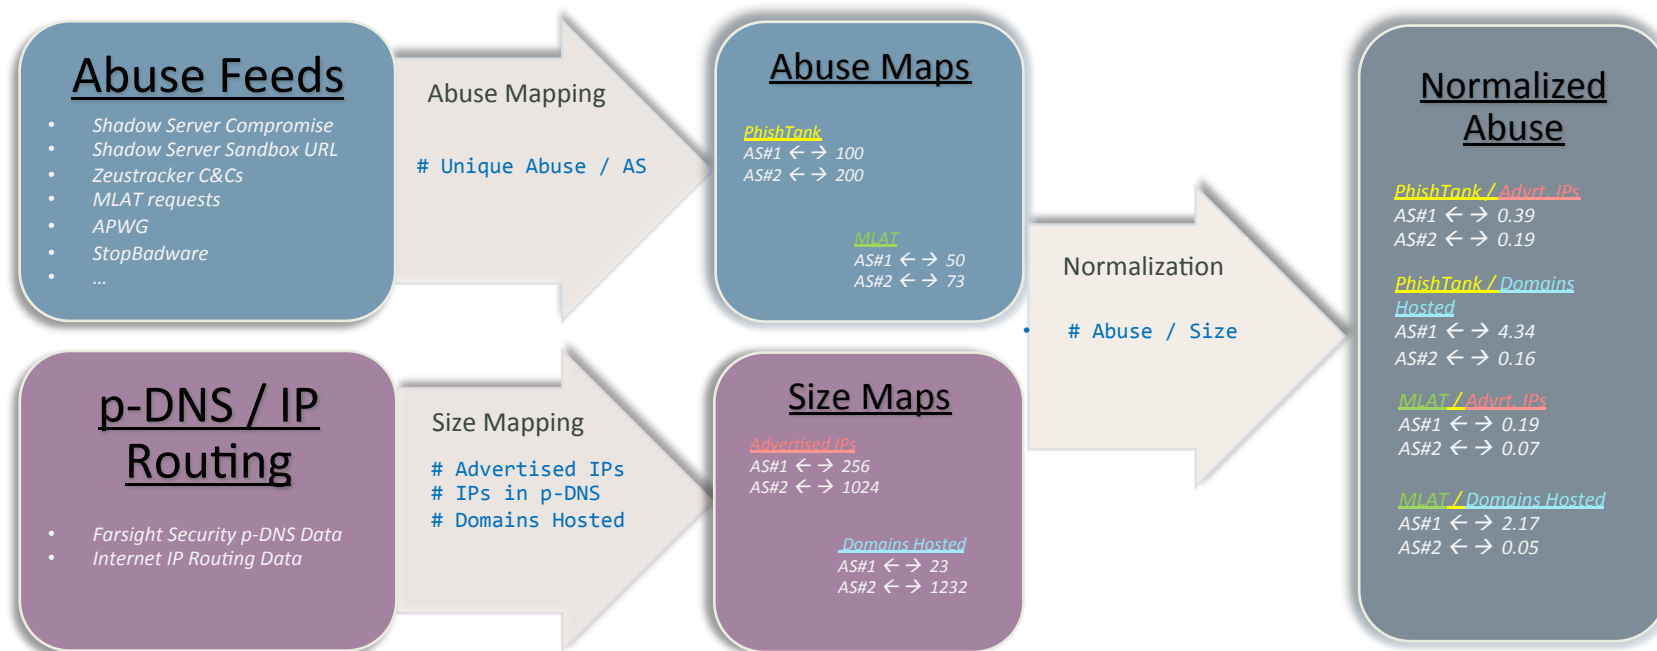 Abuse Feeds
• Shadow Server Compromise
• Shadow Server Sandbox URL
• Zeustracker C&Cs
• MLAT requests
• APWG
• StopBadware
• ...
Abuse Mapping
# Unique Abuse / AS
Abuse Maps
PhishTank
AS#1 ← → 100
AS#2 ← → 200
MLAT
AS#1 ← → 50
AS#2 ← → 73
p-DNS / IP
Routing
• Farsight Security p-DNS Data
• Internet IP Routing Data
Size Mapping
# Advertised IPs
# IPs in p-DNS
# Domains Hosted
Size Maps
Advertised IPs
AS#1 ← → 256
AS#2 ← → 1024
Domains Hosted
AS#1 ← → 23
AS#2 ← → 1232
Normalization
• # Abuse / Size
Normalized
Abuse
PhishTank / Advrt. IPs
AS#1 ← → 0.39
AS#2 ← → 0.19
PhishTank / Domains
Hosted
AS#1 ← → 4.34
AS#2 ← → 0.16
MLAT / Advrt. IPs
AS#1 ← → 0.19
AS#2 ← → 0.07
MLAT / Domains Hosted
AS#1 ← → 2.17
AS#2 ← → 0.05